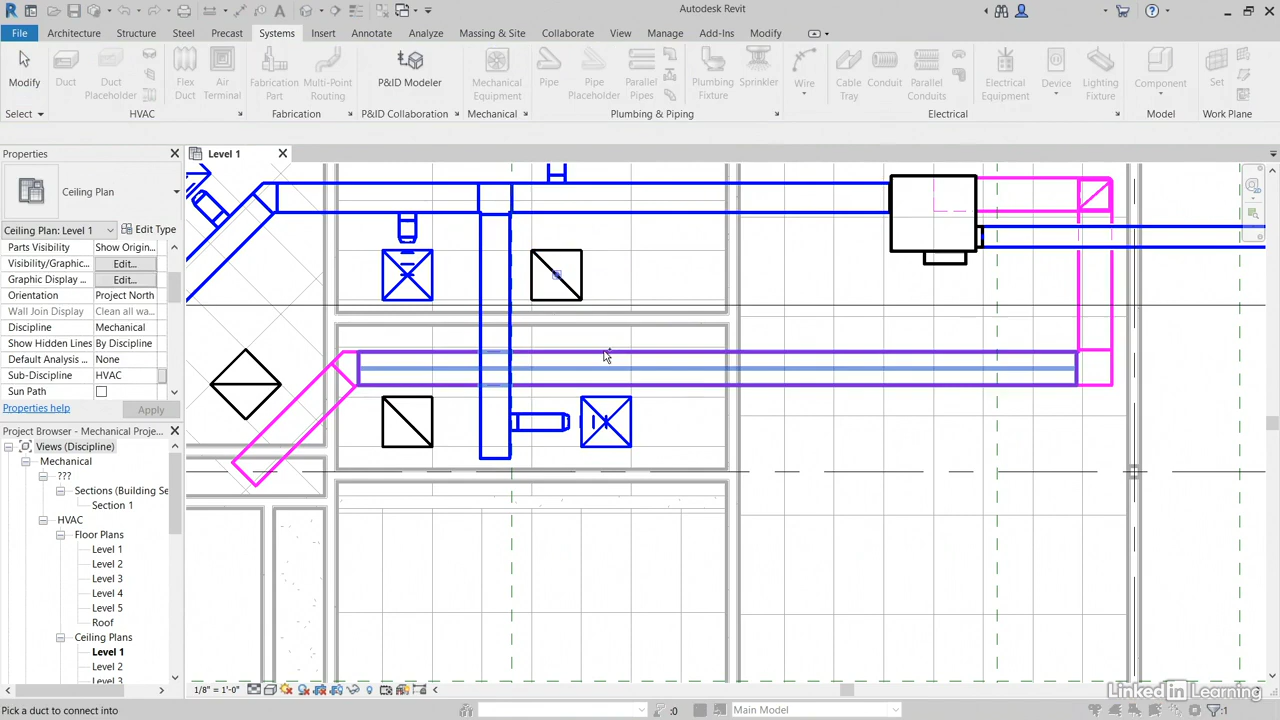 Autodesk Revit
File Architecture Structure Steel Precast Systems Insert Annotate Analyze Massing & Site Collaborate View Manage Add-Ins Modify
Modify Duct Duct Placeholder Flex Duct Air Terminal Fabrication Part Multi-Point Routing P&ID Modeler Mechanical Equipment Pipe Pipe Placeholder Parallel Pipes Plumbing Fixture Sprinkler Wire Cable Tray Conduit Parallel Conduits Electrical Equipment Device Lighting Fixture Component Set
Select HVAC Fabrication P&ID Collaboration Mechanical Plumbing & Piping Electrical Model Work Plane
Properties
Level 1
Ceiling Plan
Ceiling Plan: Level 1 Edit Type
Parts Visibility Show Origin...
Visibility/Graphic... Edit...
Graphic Display ... Edit...
Orientation Project North
Wall Join Display Clean all wa...
Discipline Mechanical
Show Hidden Lines By Discipline
Default Analysis ... None
Sub-Discipline HVAC
Sun Path
Properties help Apply
Project Browser - Mechanical Proje...
Views (Discipline)
Mechanical
???
Sections (Building Se
Section 1
HVAC
Floor Plans
Level 1
Level 2
Level 3
Level 4
Level 5
Roof
Ceiling Plans
Level 1
Level 2
Level 3
1/8" = 1'-0"
LinkedIn Learning
Pick a duct to connect into
:0
Main Model
:1